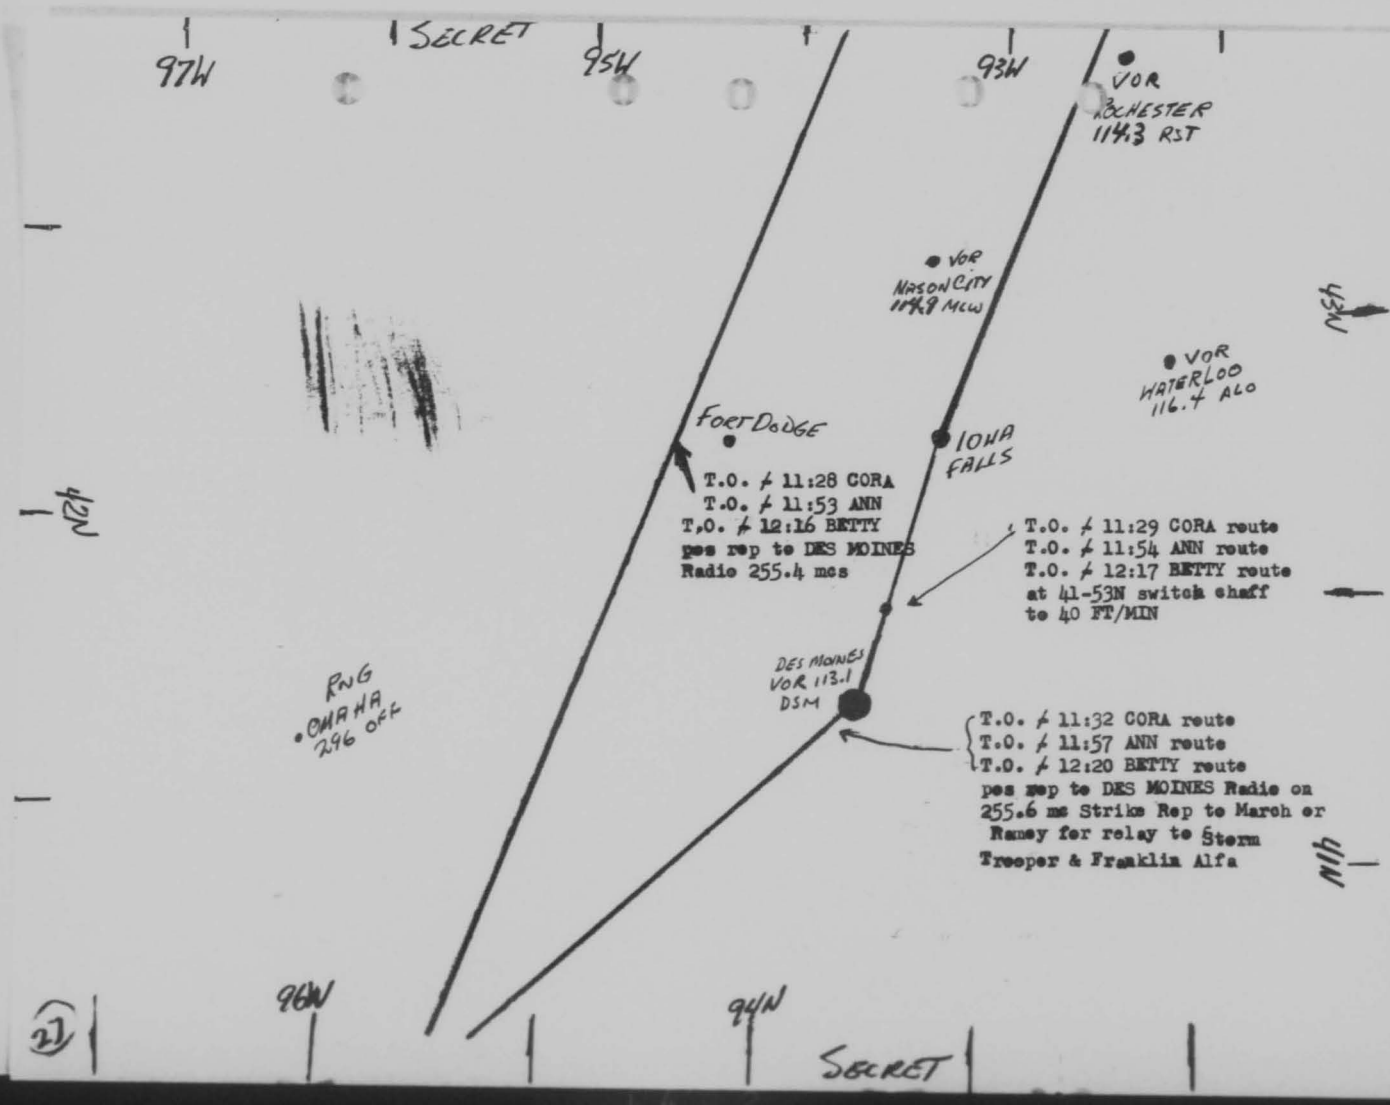 SECRET
97W
95W
93W
VOR
ROCHESTER
114.3 RST
VOR
MASON CITY
114.9 MCW
43N
VOR
WATERLOO
116.4 ALO
FORT DODGE
IOWA
FALLS
T.O. + 11:28 CORA
T.O. + 11:53 ANN
T.O. + 12:16 BETTY
pos rep to DES MOINES
Radio 255.4 mcs
42N
T.O. + 11:29 CORA route
T.O. + 11:54 ANN route
T.O. + 12:17 BETTY route
at 41-53N switch chaff
to 40 FT/MIN
DES MOINES
VOR 113.1
DSM
RNG
OMAHA
296 OFF
T.O. + 11:32 CORA route
T.O. + 11:57 ANN route
T.O. + 12:20 BETTY route
pos rep to DES MOINES Radio on
255.6 mc Strike Rep to March or
Ramey for relay to Storm
Trooper & Franklin Alfa
41N
96W
94W
27
SECRET